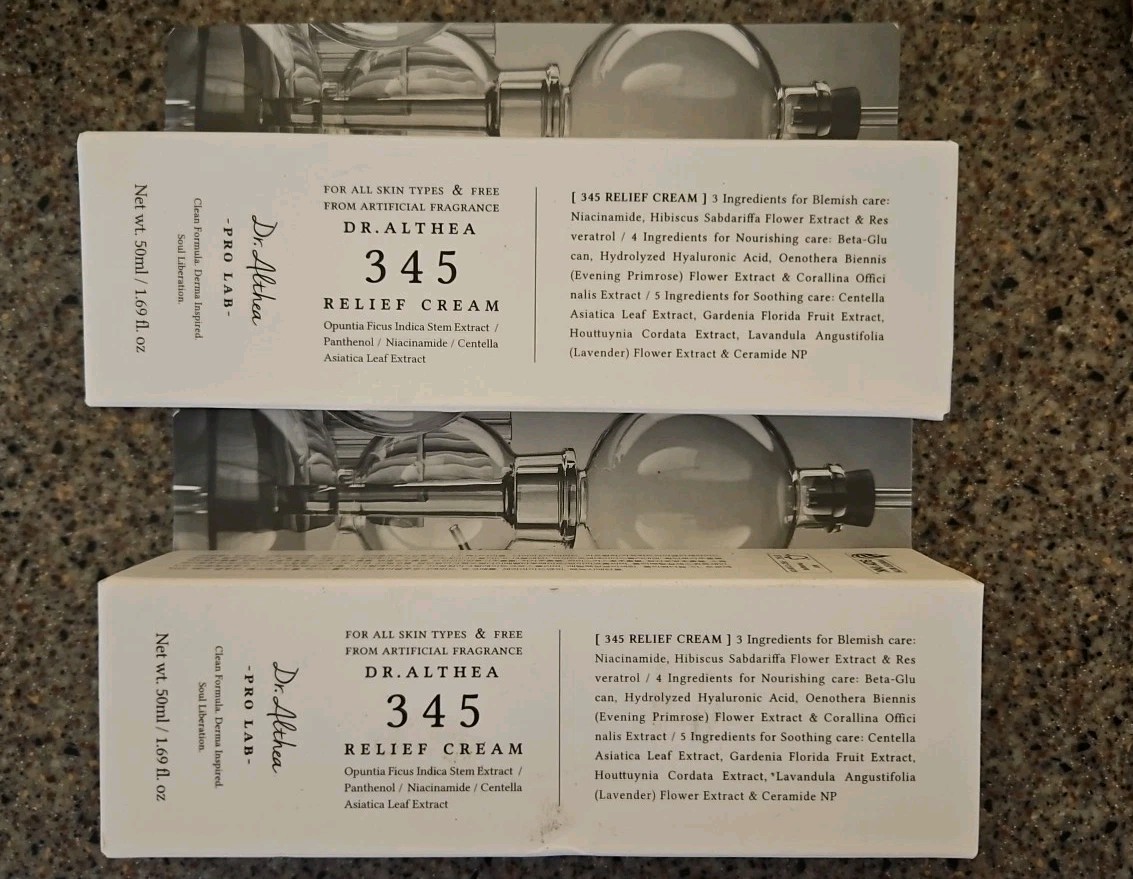 Net wt. 50ml / 1.69 fl. oz
Clean Formula. Derma Inspired.
Soul Liberation.
-PRO LAB-
Dr.Althea
FOR ALL SKIN TYPES & FREE
FROM ARTIFICIAL FRAGRANCE
DR.ALTHEA
345
RELIEF CREAM
Opuntia Ficus Indica Stem Extract /
Panthenol / Niacinamide / Centella
Asiatica Leaf Extract
[ 345 RELIEF CREAM ] 3 Ingredients for Blemish care:
Niacinamide, Hibiscus Sabdariffa Flower Extract & Res
veratrol / 4 Ingredients for Nourishing care: Beta-Glu
can, Hydrolyzed Hyaluronic Acid, Oenothera Biennis
(Evening Primrose) Flower Extract & Corallina Offici
nalis Extract / 5 Ingredients for Soothing care: Centella
Asiatica Leaf Extract, Gardenia Florida Fruit Extract,
Houttuynia Cordata Extract, Lavandula Angustifolia
(Lavender) Flower Extract & Ceramide NP
Net wt. 50ml / 1.69 fl. oz
Clean Formula. Derma Inspired.
Soul Liberation.
-PRO LAB-
Dr.Althea
FOR ALL SKIN TYPES & FREE
FROM ARTIFICIAL FRAGRANCE
DR.ALTHEA
345
RELIEF CREAM
Opuntia Ficus Indica Stem Extract /
Panthenol / Niacinamide / Centella
Asiatica Leaf Extract
[ 345 RELIEF CREAM ] 3 Ingredients for Blemish care:
Niacinamide, Hibiscus Sabdariffa Flower Extract & Res
veratrol / 4 Ingredients for Nourishing care: Beta-Glu
can, Hydrolyzed Hyaluronic Acid, Oenothera Biennis
(Evening Primrose) Flower Extract & Corallina Offici
nalis Extract / 5 Ingredients for Soothing care: Centella
Asiatica Leaf Extract, Gardenia Florida Fruit Extract,
Houttuynia Cordata Extract, *Lavandula Angustifolia
(Lavender) Flower Extract & Ceramide NP